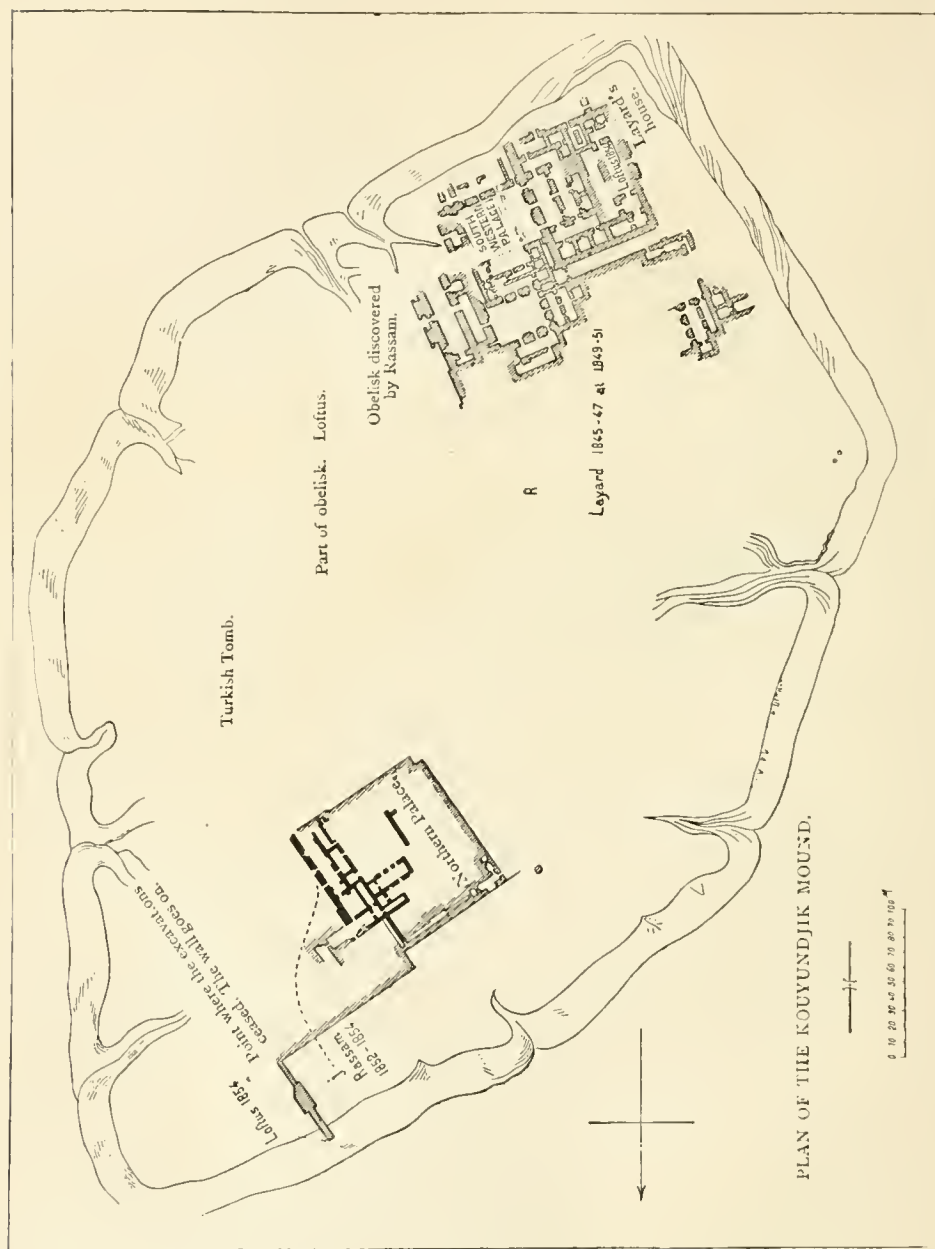 Turkish Tomb.
Part of obelisk. Loftus.
Obelisk discovered
by Rassam.
SOUTH
WESTERN
PALACE
Loftus
Layard's
house.
Layard 1845-47 at 1849-51
R
Loftus 1854
Point where the excavations
ceased. The wall goes on.
J
Rassam
1852-1854
Northern Palace.
PLAN OF THE KOUYUNDJIK MOUND.
0 10 20 30 40 50 60 70 80 90 100 M